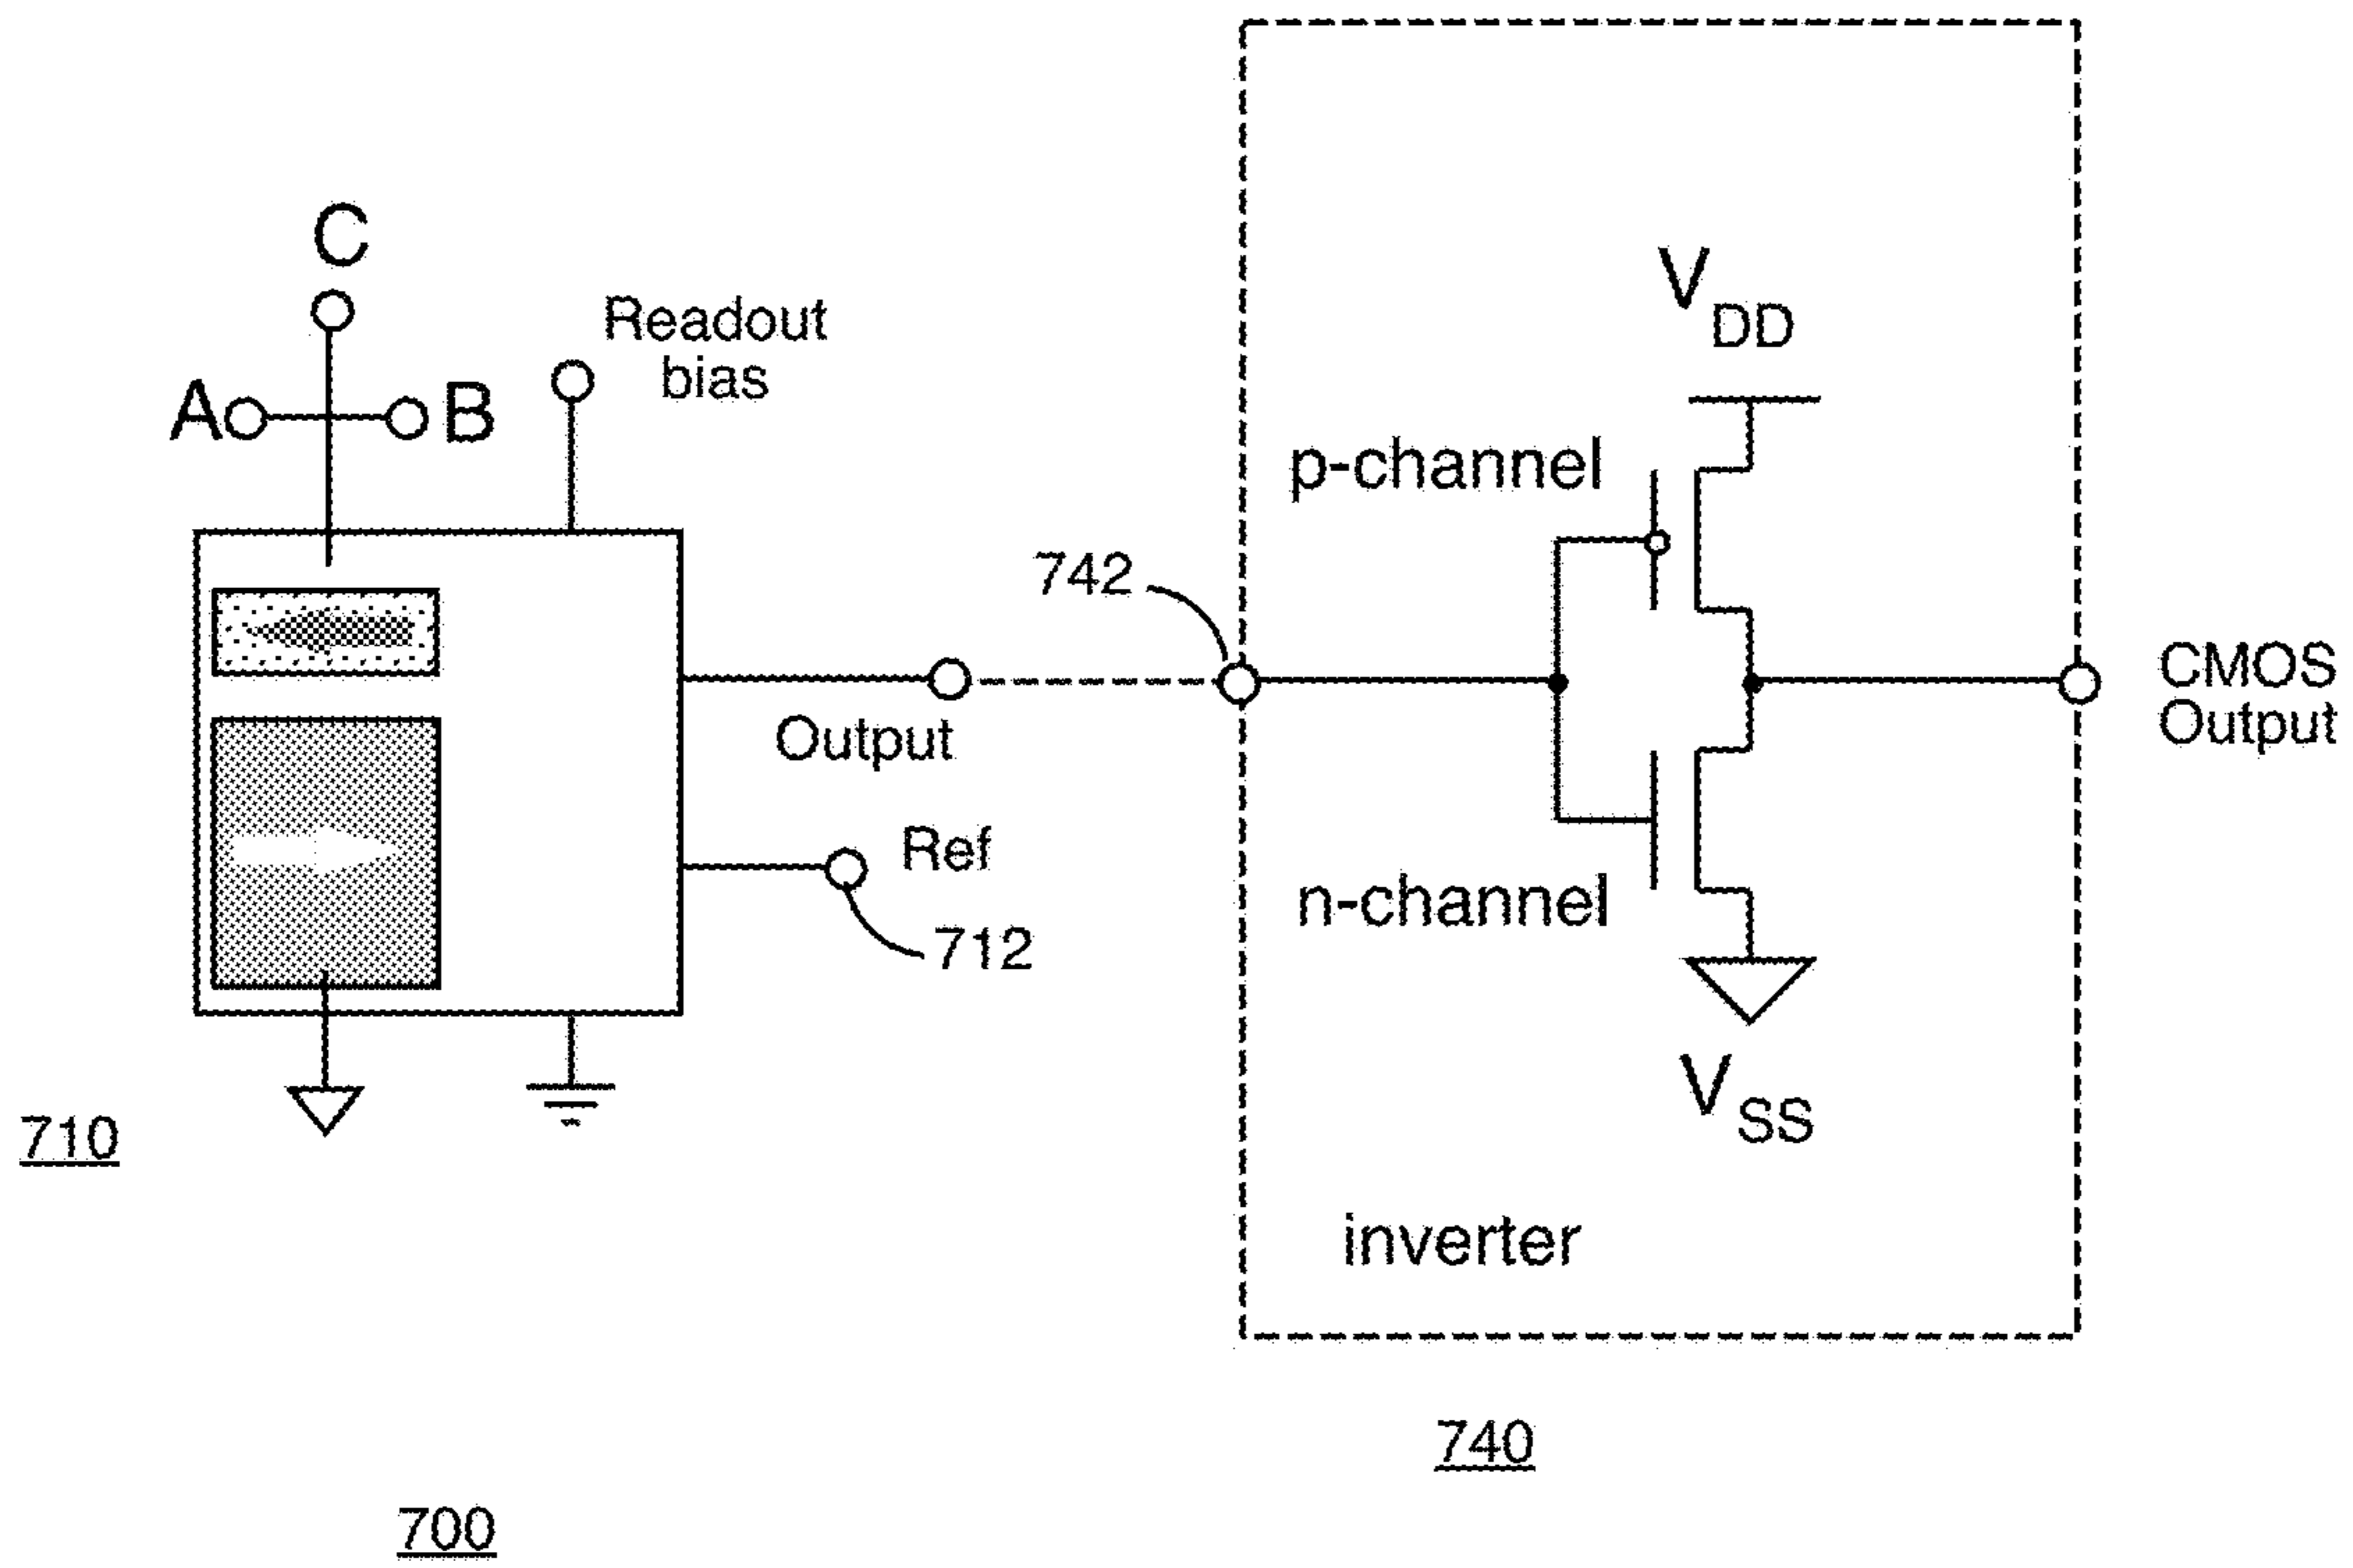 C
A
B
Readout
bias
742
Output
Ref
712
710
700
V
DD
p-channel
n-channel
V
SS
inverter
CMOS
Output
740